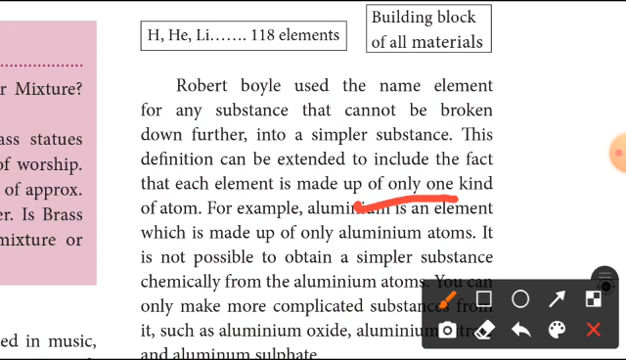 H, He, Li....... 118 elements
Building block
of all materials
r Mixture?
ass statues
of worship.
of approx.
er. Is Brass
mixture or
ed in music,
Robert boyle used the name element
for any substance that cannot be broken
down further, into a simpler substance. This
definition can be extended to include the fact
that each element is made up of only one kind
of atom. For example, aluminium is an element
which is made up of only aluminium atoms. It
is not possible to obtain a simpler substance
chemically from the aluminium atoms. You can
only make more complicated substances from
it, such as aluminium oxide, aluminium
and aluminum sulphate.